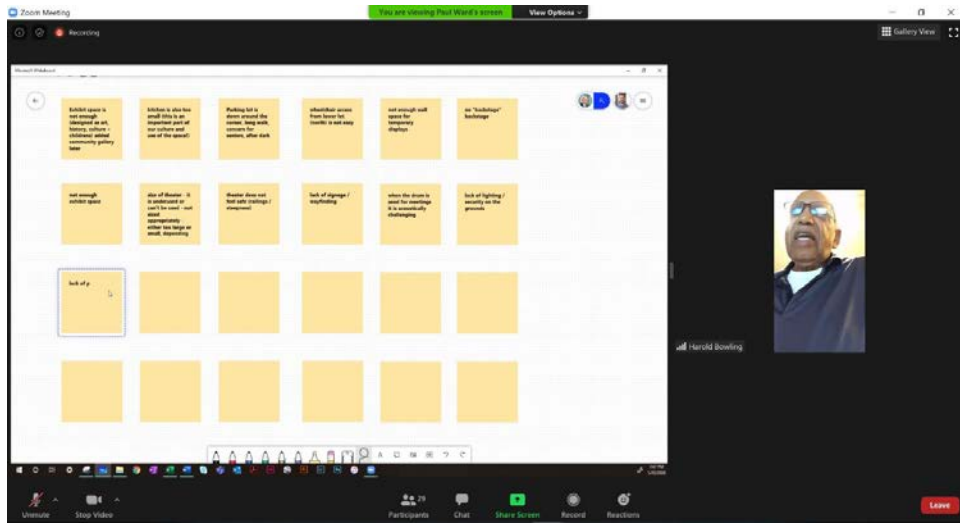 Zoom Meeting
You are viewing Paul Ward's screen
View Options
Recording
Gallery View
Exhibit space is
not enough
(designed as art,
history, culture -
childrens) added
community gallery
later
kitchen is also too
small (this is an
important part of
our culture and
use of the space!)
Parking lot is
down around the
corner, long walk,
concern for
seniors, after dark
wheelchair access
from lower lot
(north) is not easy
not enough wall
space for
temporary
displays
no "backstage"
backstage
not enough
exhibit space
size of theater - it
is underused or
can't be used - not
sized
appropriately -
either too large or
small, depending
theater does not
feel safe (railings /
steepness)
lack of signage /
wayfinding
when the drum is
used for meetings
it is acoustically
challenging
lack of lighting /
security on the
grounds
lack of p
Harold Bowling
Unmute
Stop Video
29
Participants
Chat
Share Screen
Record
Reactions
Leave